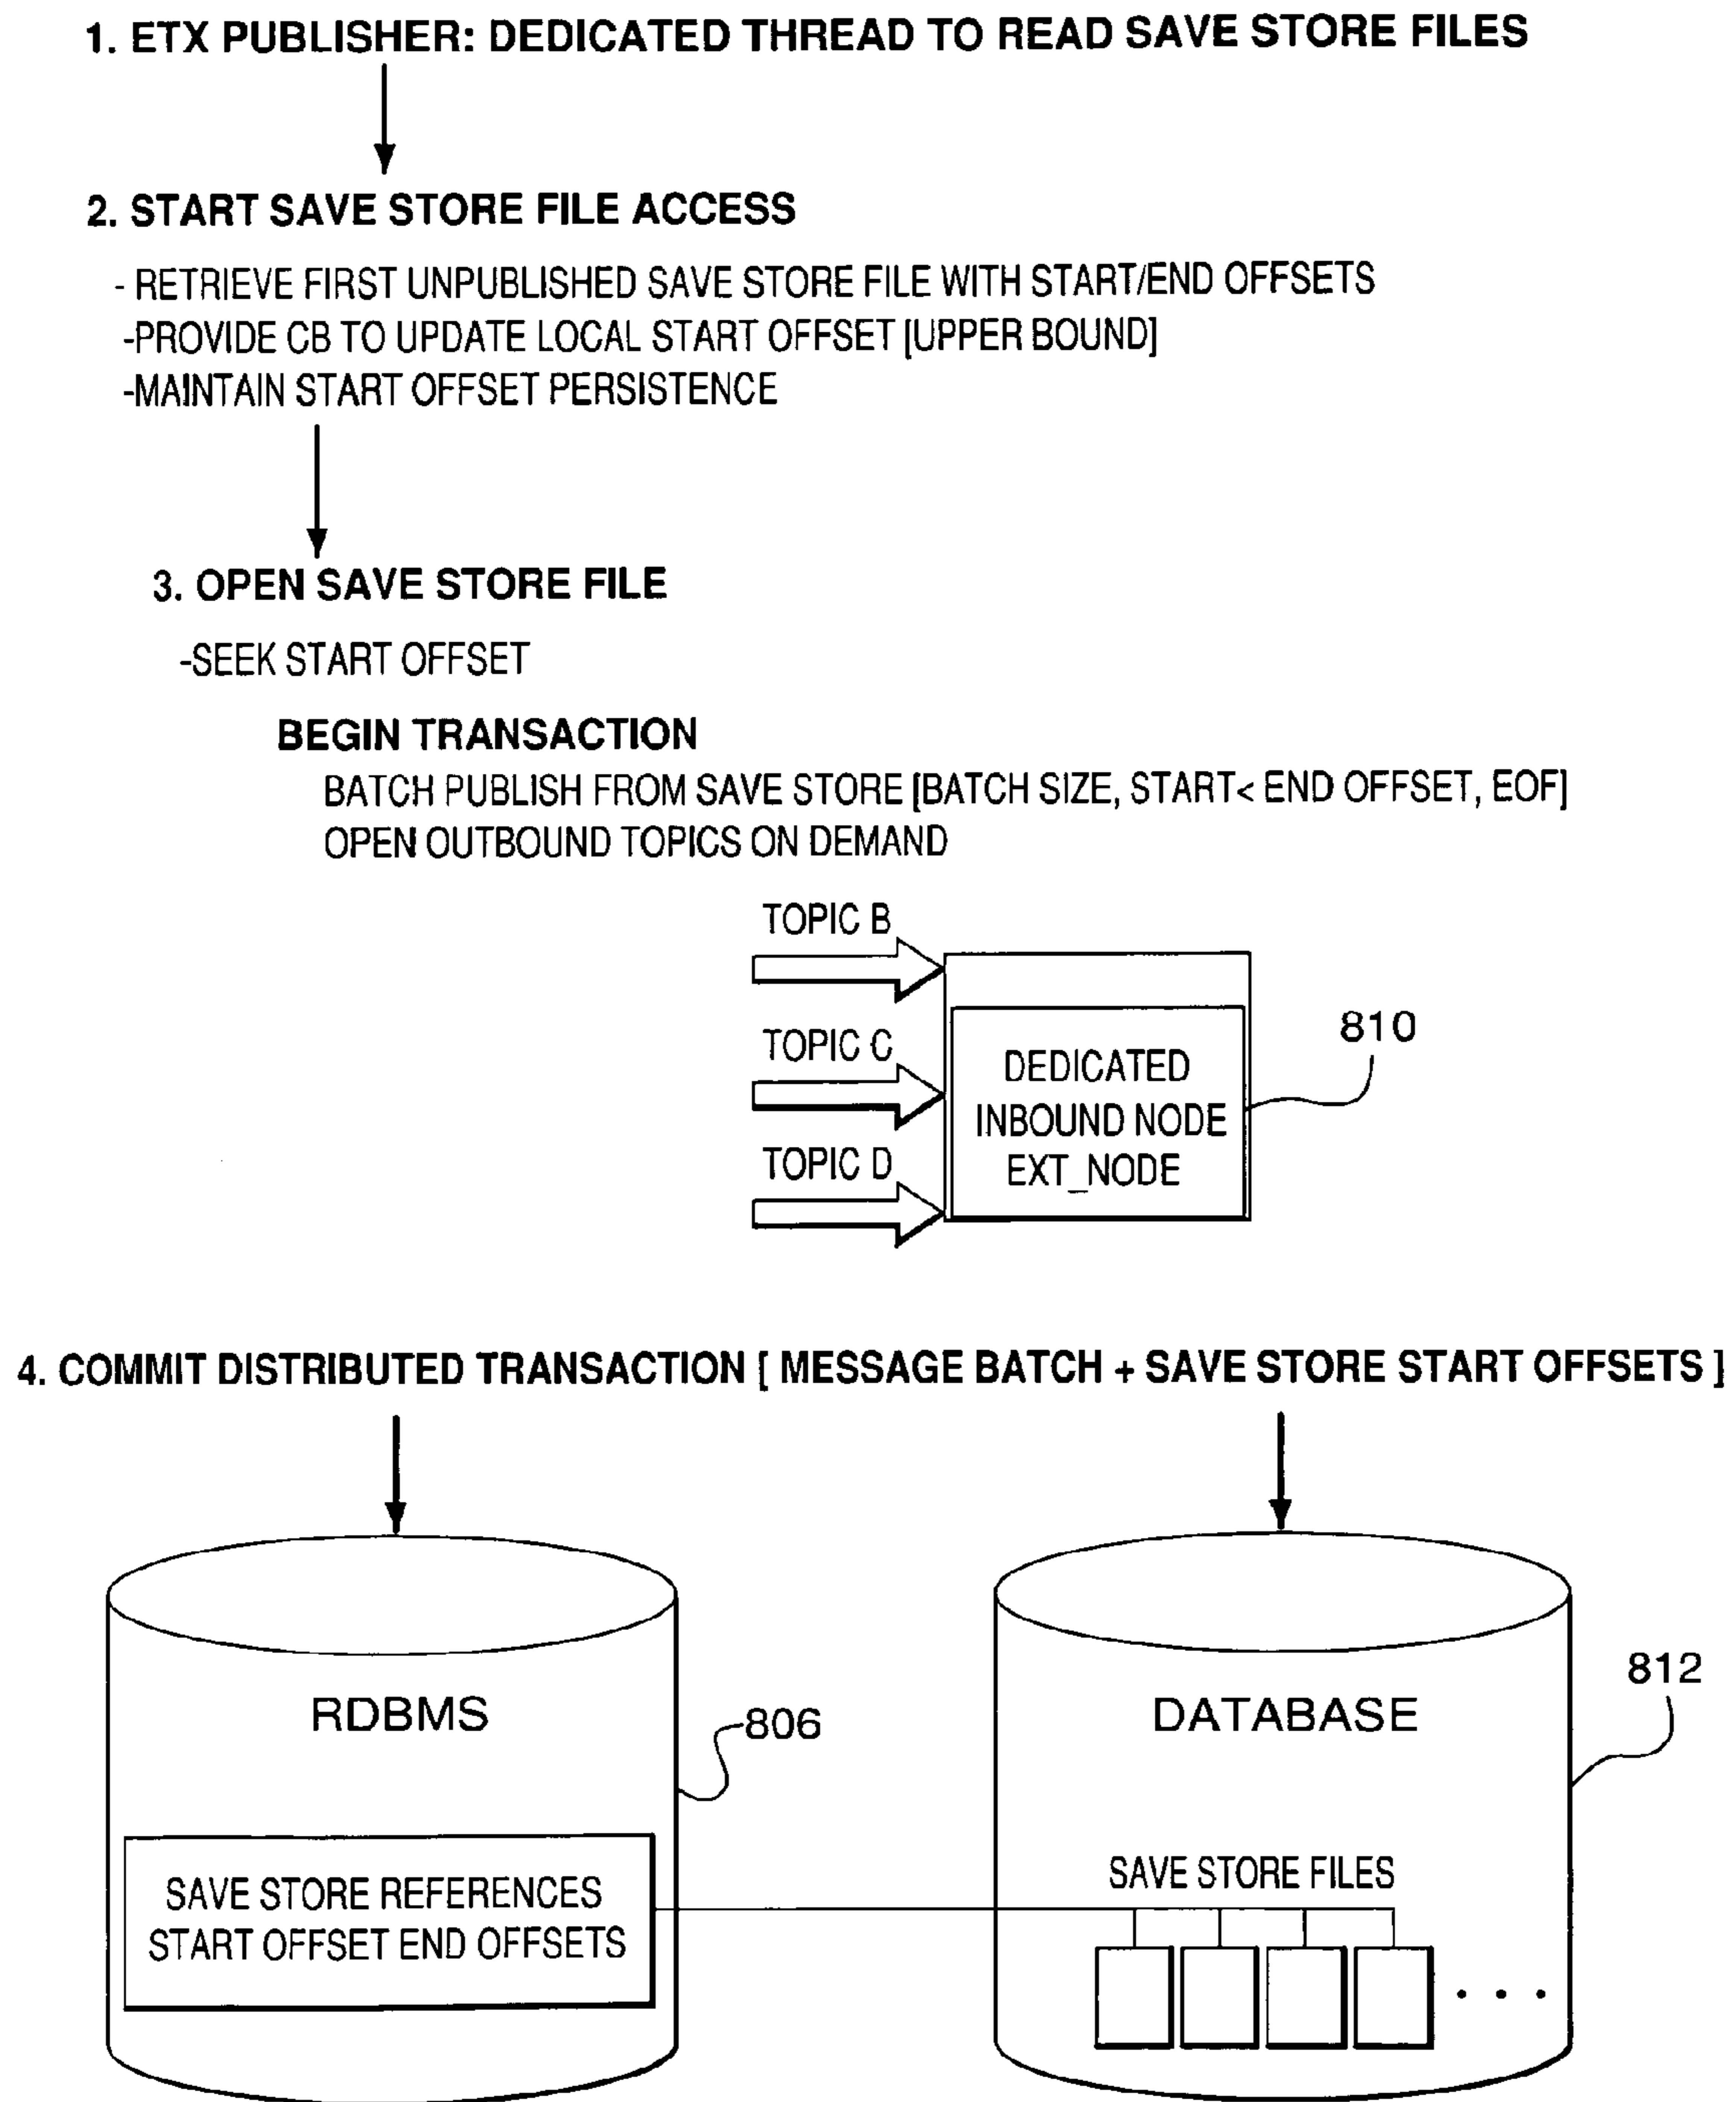 1. ETX PUBLISHER: DEDICATED THREAD TO READ SAVE STORE FILES
2. START SAVE STORE FILE ACCESS
- RETRIEVE FIRST UNPUBLISHED SAVE STORE FILE WITH START/END OFFSETS
-PROVIDE CB TO UPDATE LOCAL START OFFSET [UPPER BOUND]
-MAINTAIN START OFFSET PERSISTENCE
3. OPEN SAVE STORE FILE
-SEEK START OFFSET
BEGIN TRANSACTION
BATCH PUBLISH FROM SAVE STORE [BATCH SIZE, START< END OFFSET, EOF]
OPEN OUTBOUND TOPICS ON DEMAND
TOPIC B
TOPIC C
TOPIC D
DEDICATED
INBOUND NODE
EXT_NODE
810
4. COMMIT DISTRIBUTED TRANSACTION [ MESSAGE BATCH + SAVE STORE START OFFSETS ]
RDBMS
806
SAVE STORE REFERENCES
START OFFSET END OFFSETS
DATABASE
812
SAVE STORE FILES
. . .